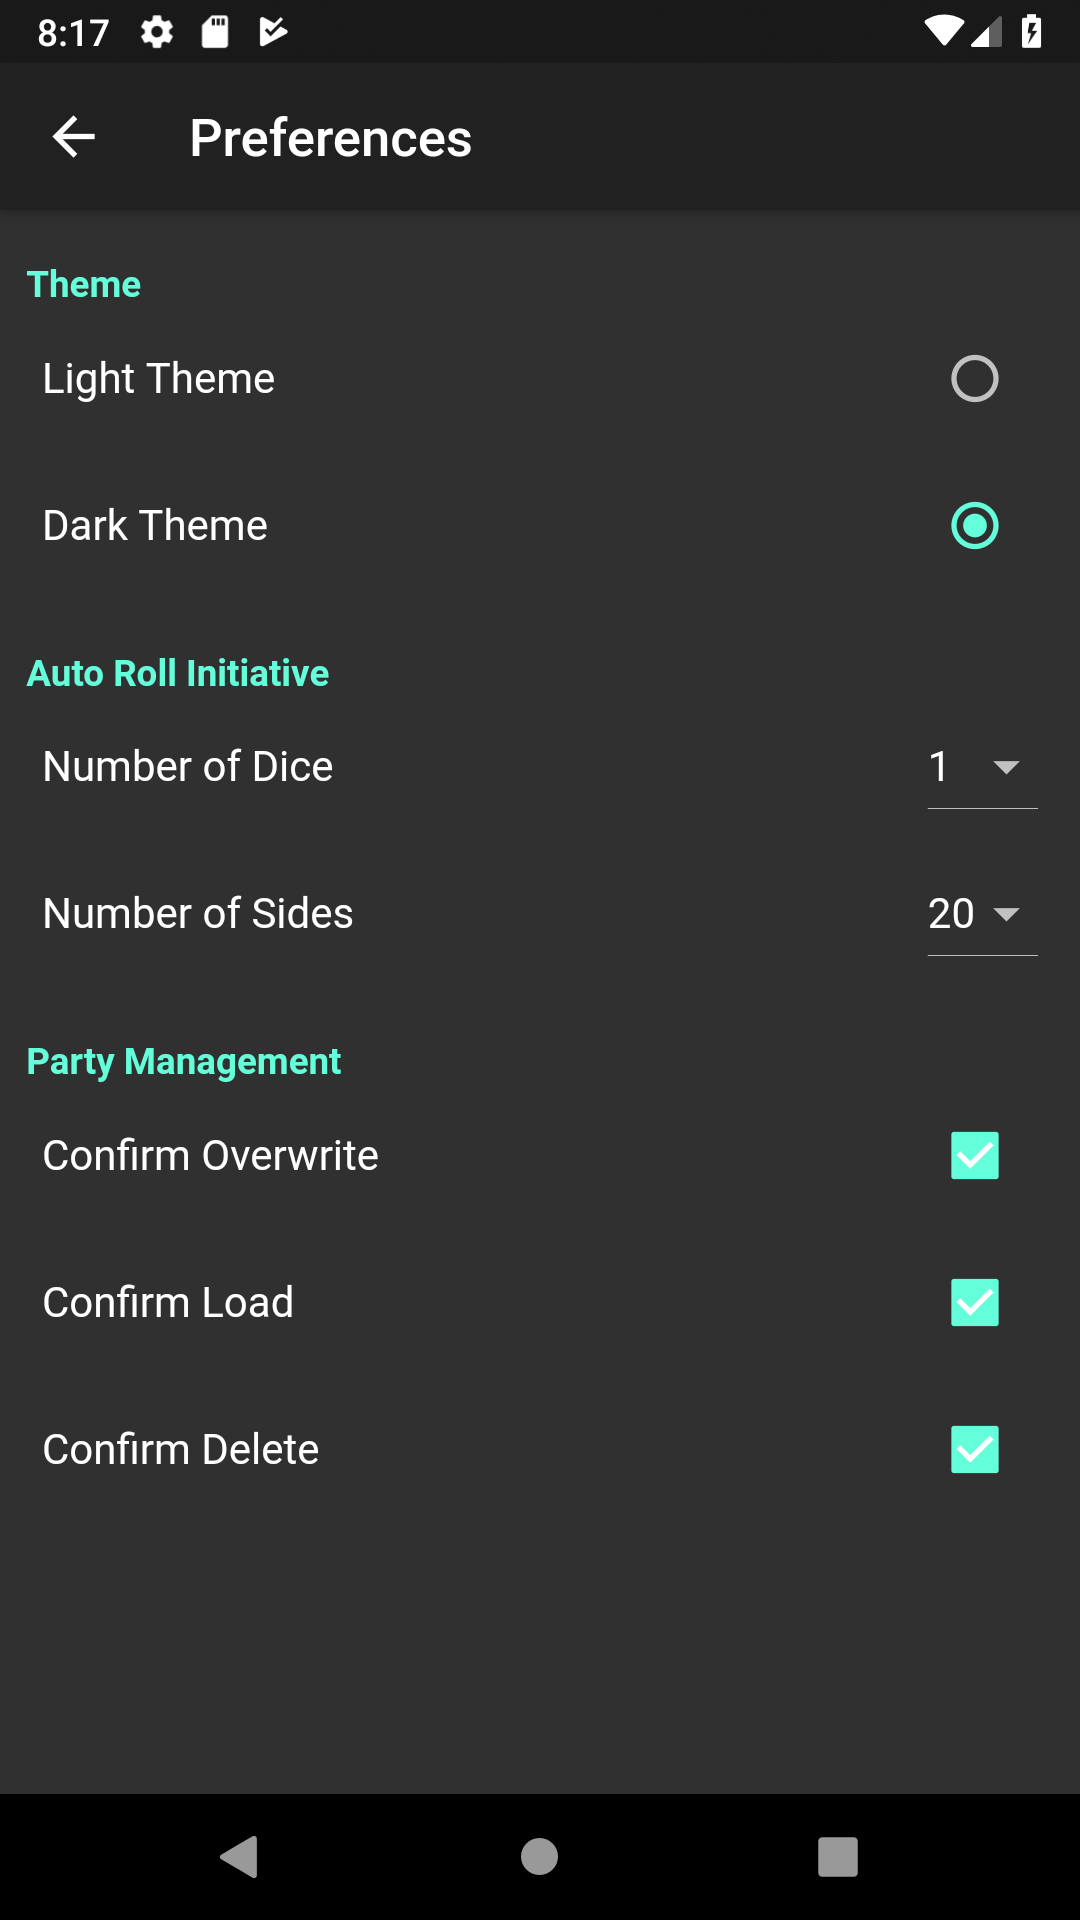 8:17
Preferences
Theme
Light Theme
Dark Theme
Auto Roll Initiative
Number of Dice
1
Number of Sides
20
Party Management
Confirm Overwrite
Confirm Load
Confirm Delete